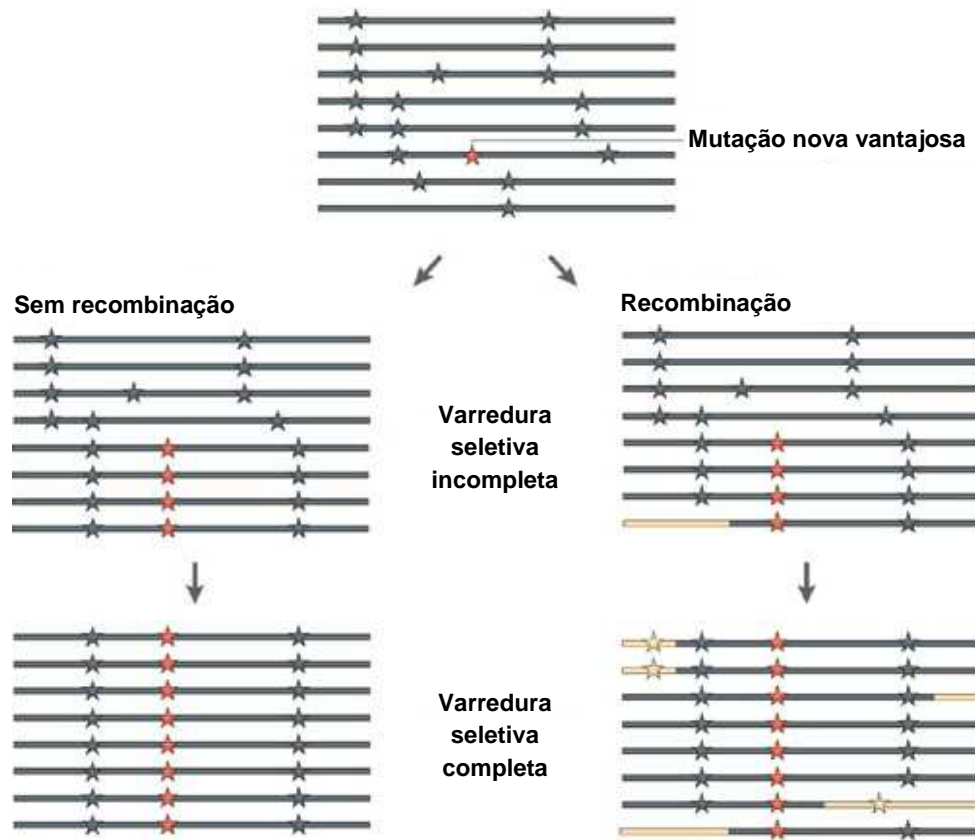 Mutação nova vantajosa
Sem recombinação
Recombinação
Varredura
seletiva
incompleta
Varredura
seletiva
completa